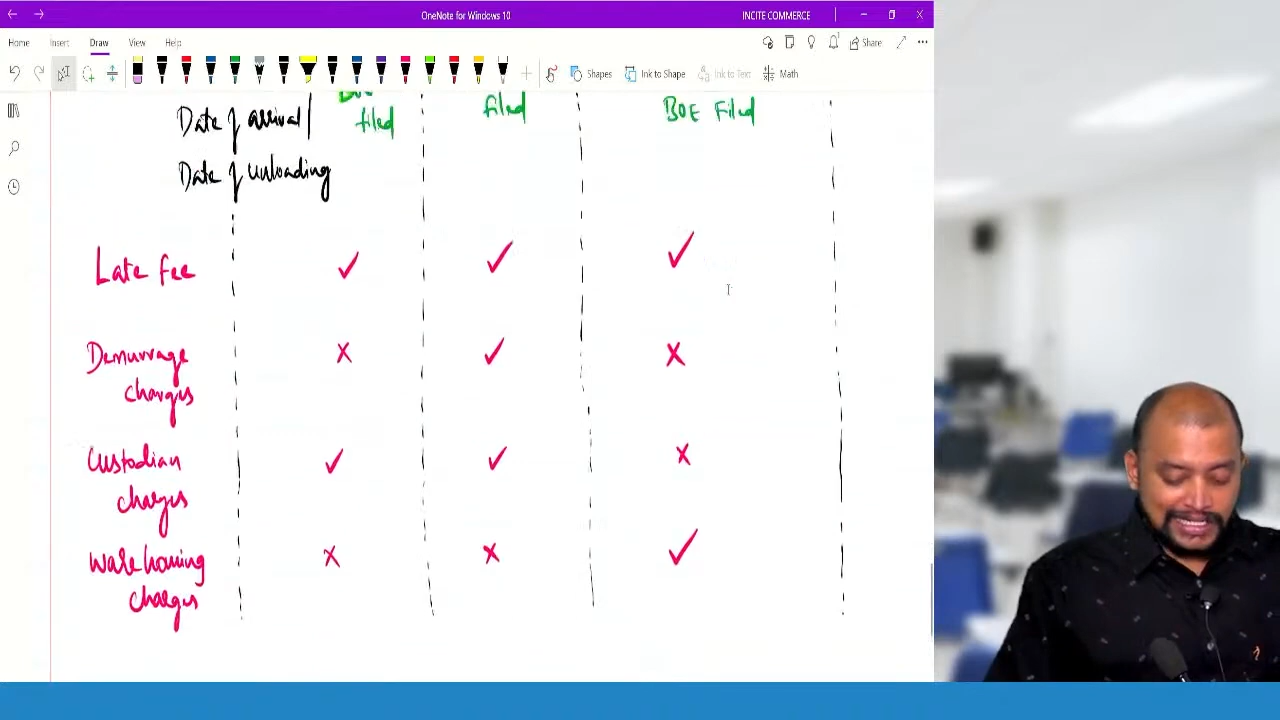 OneNote for Windows 10
INCITE COMMERCE
Home Insert Draw View Help
Share
Shapes Ink to Shape Ink to Text Math
Date of arrival/ filed filed BOE Filed
Date of unloading
Late fee ✓ ✓ ✓
Demurrage X ✓ X
charges
Custodian ✓ ✓ X
charges
Warehousing X X ✓
charges